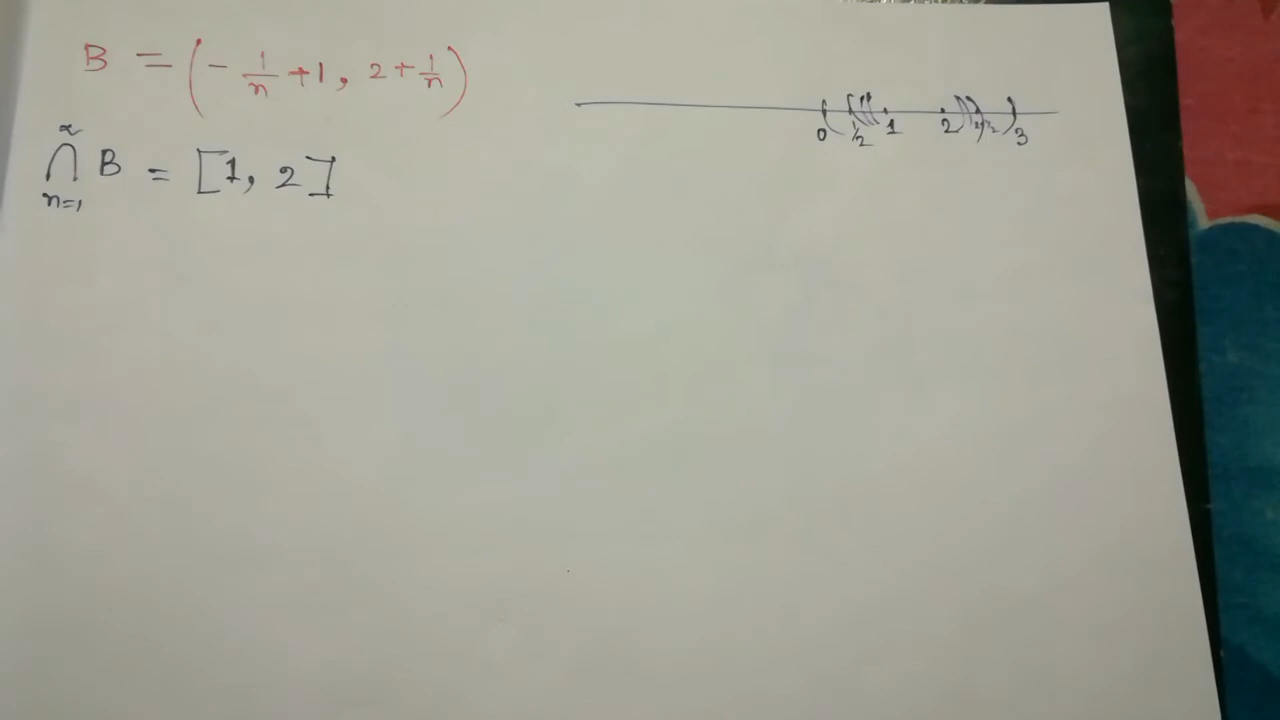 B = (- 1/n + 1, 2 + 1/n)
∞
∩ B = [1, 2]
n=1
0 1/2 1 2 3